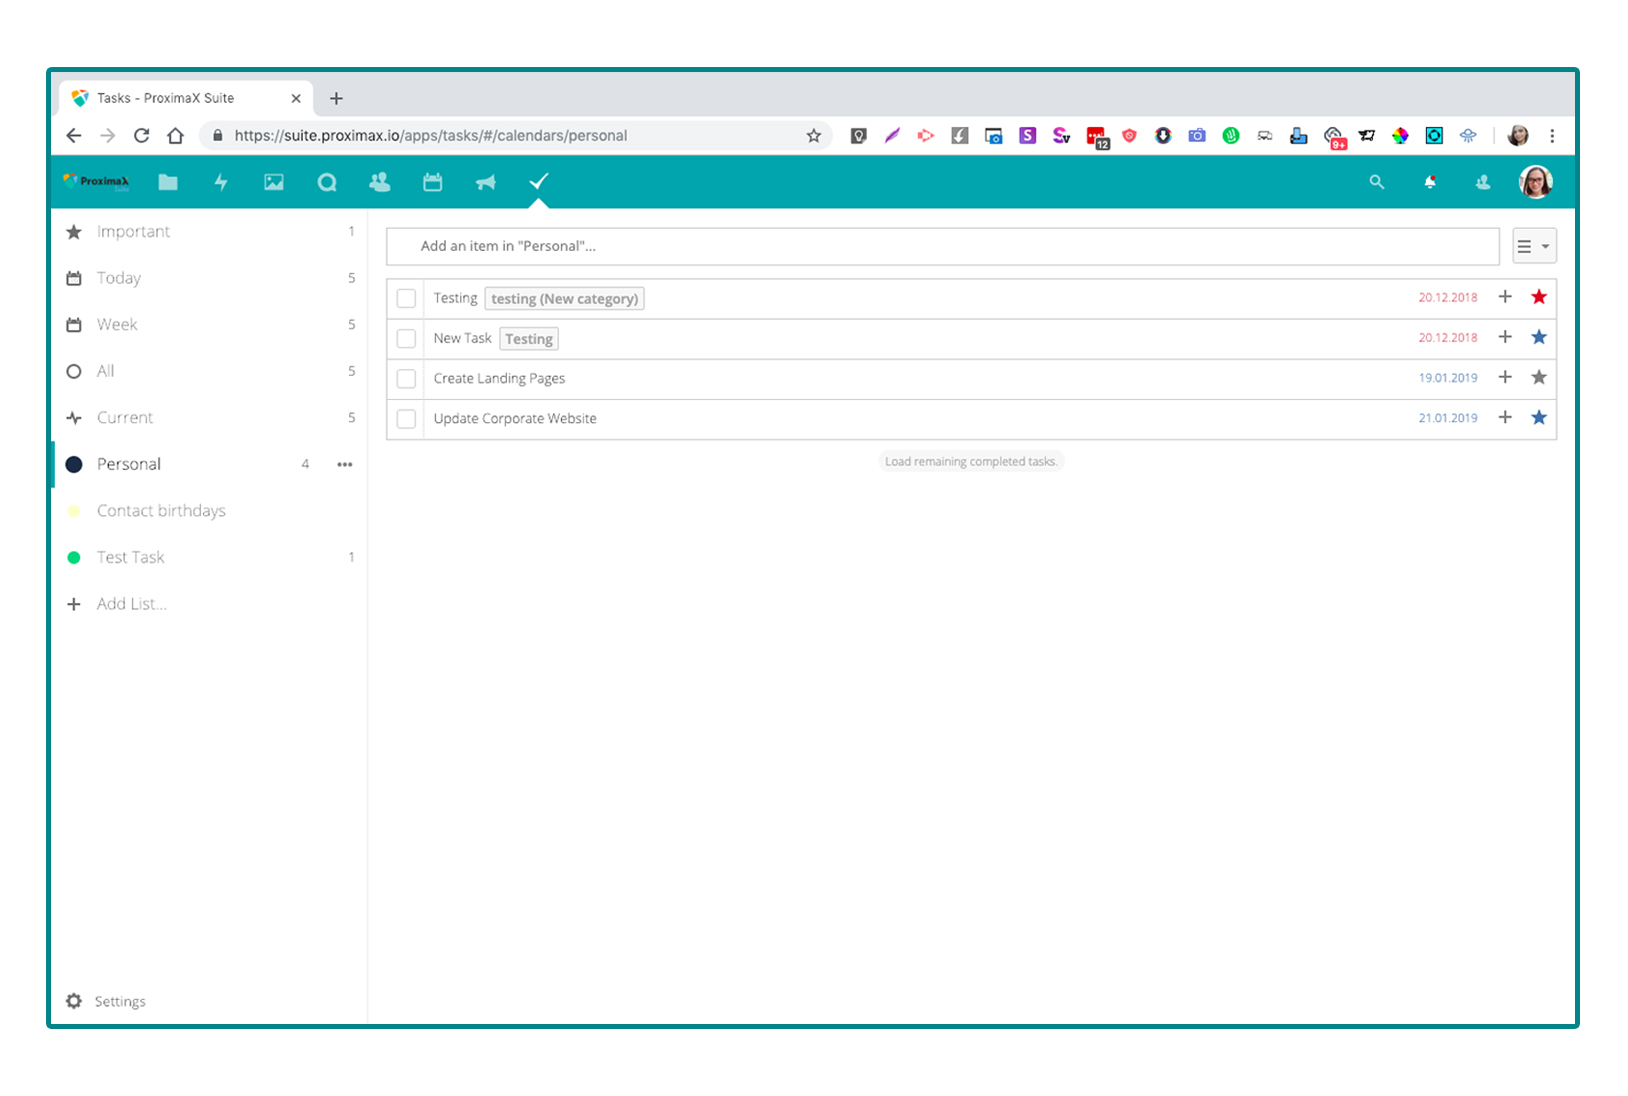 Tasks - ProximaX Suite
https://suite.proximax.io/apps/tasks/#/calendars/personal
S
12
9+
ProximaX
Important 1
Today 5
Week 5
All 5
Current 5
Personal 4
Contact birthdays
Test Task 1
Add List...
Settings
Add an item in "Personal"...
Testing testing (New category) 20.12.2018
New Task Testing 20.12.2018
Create Landing Pages 19.01.2019
Update Corporate Website 21.01.2019
Load remaining completed tasks.